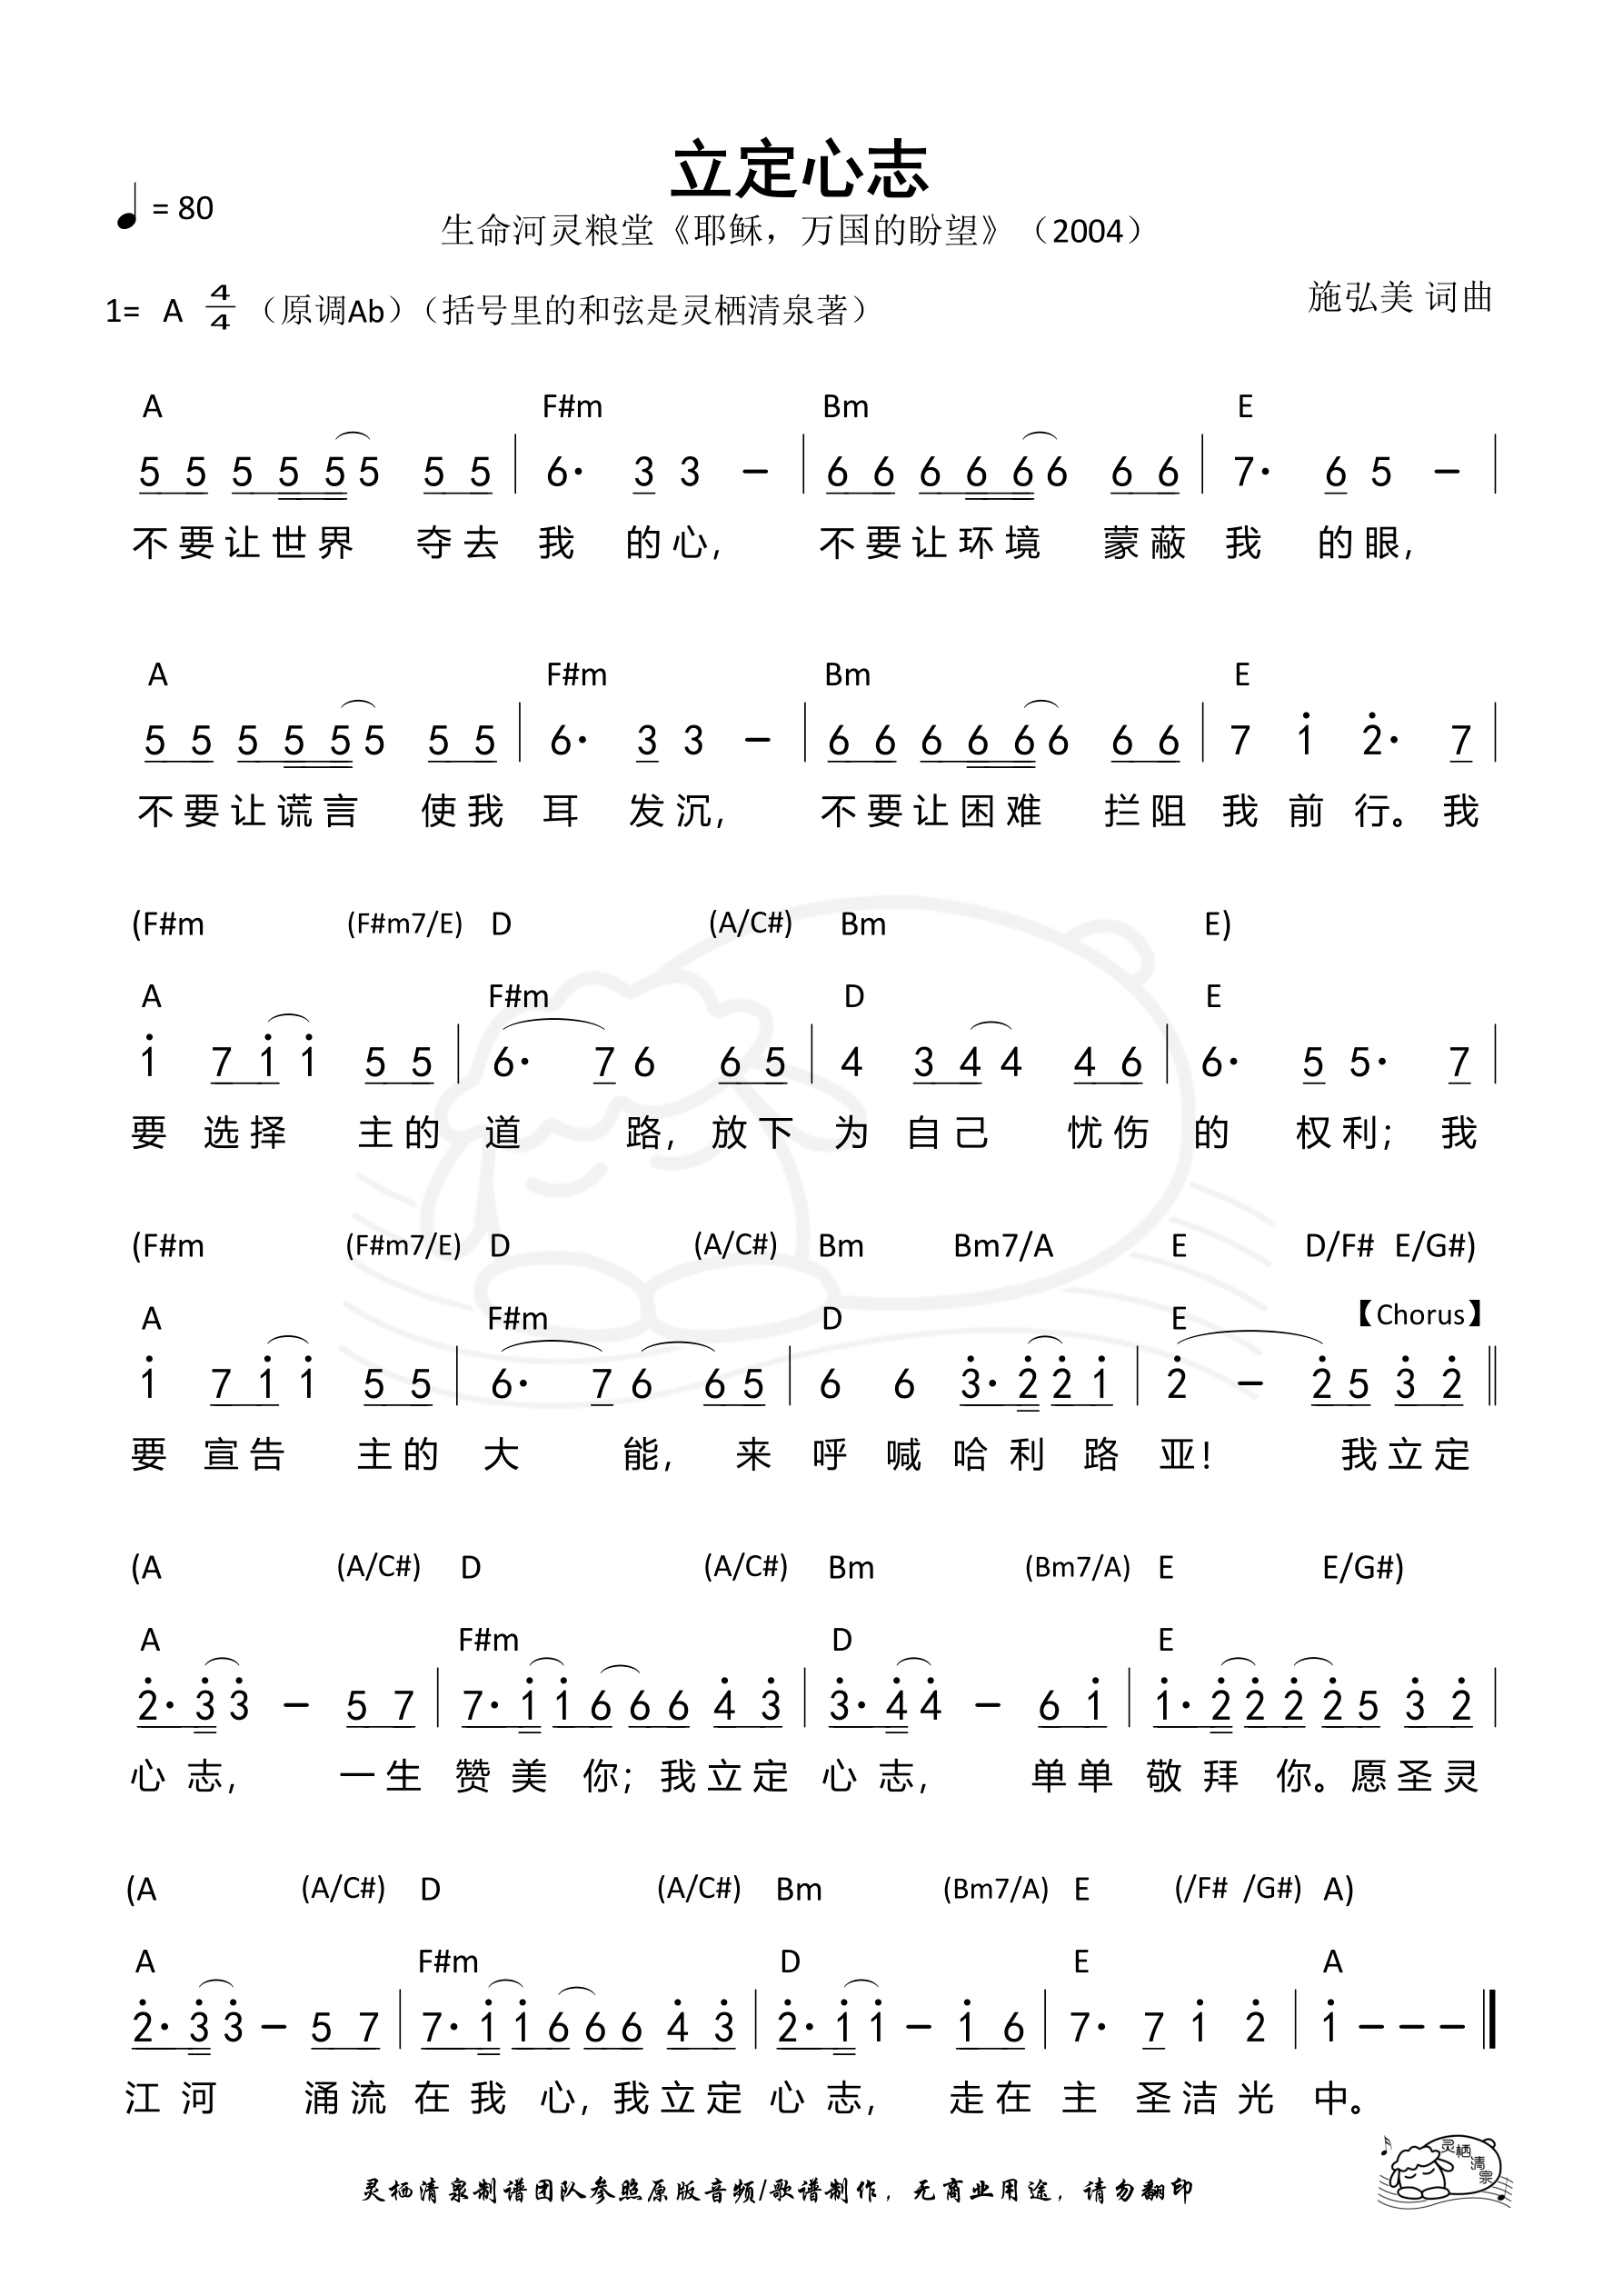 立定心志
♩= 80
生命河灵粮堂《耶稣，万国的盼望》（2004）
1= A 4/4 （原调Ab）（括号里的和弦是灵栖清泉著）
施弘美 词曲
A F#m Bm E
5 5 5 5 5 5 5 5 | 6· 3 3 – | 6 6 6 6 6 6 6 6 | 7· 6 5 – |
不要让世界 夺去 我 的心， 不要让环境 蒙蔽 我 的眼，
A F#m Bm E
5 5 5 5 5 5 5 5 | 6· 3 3 – | 6 6 6 6 6 6 6 6 | 7 1̇ 2̇· 7 |
不要让谎言 使我 耳 发沉， 不要让困难 拦阻 我 前 行。 我
(F#m (F#m7/E) D (A/C#) Bm E)
A F#m D E
1̇ 7 1̇ 1̇ 5 5 | 6· 7 6 6 5 | 4 3 4 4 4 6 | 6· 5 5· 7 |
要 选择 主的 道 路，放下 为 自己 忧伤 的 权利； 我
(F#m (F#m7/E) D (A/C#) Bm Bm7/A E D/F# E/G#)
A F#m D E 【Chorus】
1̇ 7 1̇ 1̇ 5 5 | 6· 7 6 6 5 | 6 6 3̇· 2̇ 2̇ 1̇ | 2̇ – 2̇ 5 3̇ 2̇ ‖
要 宣告 主的 大 能， 来 呼 喊 哈利 路 亚！ 我立定
(A (A/C#) D (A/C#) Bm (Bm7/A) E E/G#)
A F#m D E
2̇· 3̇ 3̇ – 5 7 | 7· 1̇ 1̇ 6 6 6 4̇ 3̇ | 3̇· 4̇ 4̇ – 6 1̇ | 1̇· 2̇ 2̇ 2̇ 2̇ 5 3̇ 2̇ |
心 志， 一生 赞 美 你；我立定 心 志， 单单 敬 拜 你。愿圣灵
(A (A/C#) D (A/C#) Bm (Bm7/A) E (/F# /G#) A)
A F#m D E A
2̇· 3̇ 3̇ – 5 7 | 7· 1̇ 1̇ 6 6 6 4̇ 3̇ | 2̇· 1̇ 1̇ – 1̇ 6 | 7· 7 1̇ 2̇ | 1̇ – – – ‖
江 河 涌流 在 我 心，我立定 心 志， 走在 主 圣洁 光 中。
灵栖清泉制谱团队参照原版音频/歌谱制作，无商业用途，请勿翻印
灵栖清泉